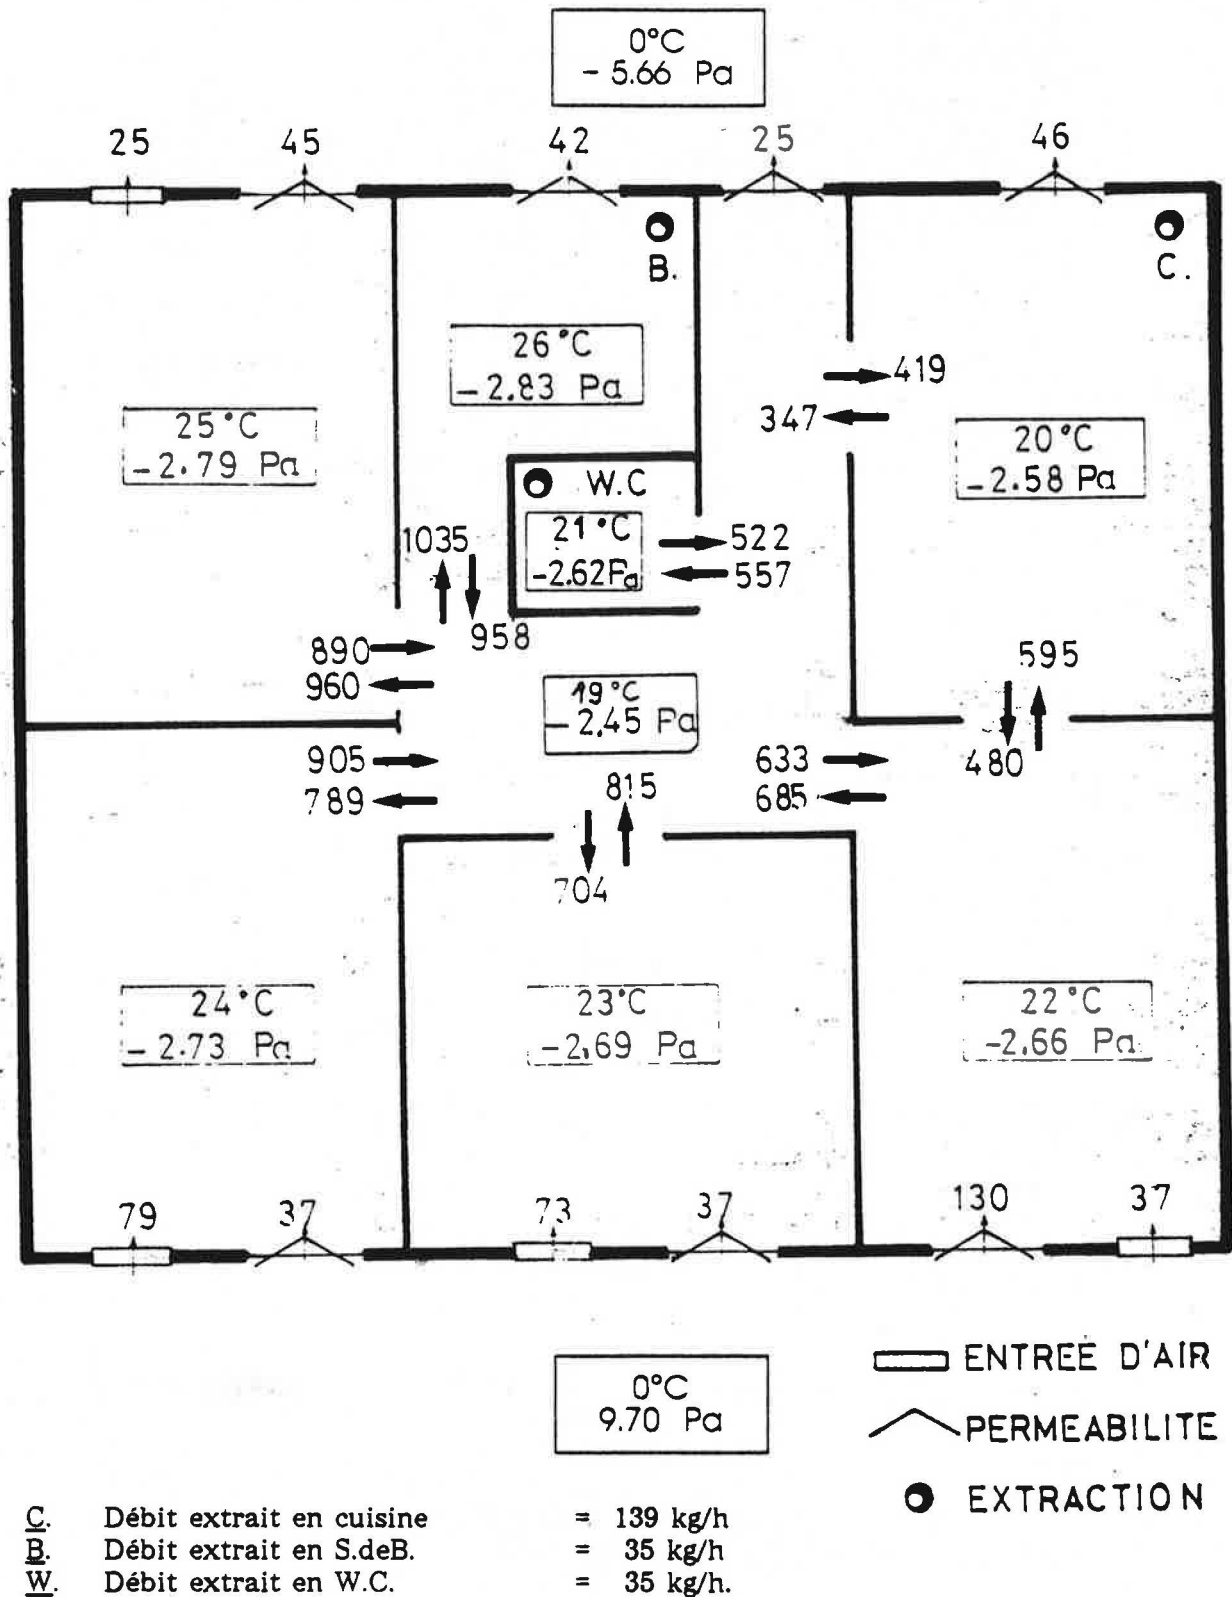 0°C
- 5.66 Pa
25 45 42 25 46
B. C.
26°C
-2.83 Pa
419
347
25°C
-2.79 Pa
20°C
-2.58 Pa
W.C
21°C
-2.62Pa
1035
522
557
958
890
960
595
19°C
-2.45 Pa
905
789
633
685
480
815
704
24°C
-2.73 Pa
23°C
-2.69 Pa
22°C
-2.66 Pa
79 37 73 37 130 37
0°C
9.70 Pa
ENTREE D'AIR
PERMEABILITE
EXTRACTION
C. Débit extrait en cuisine = 139 kg/h
B. Débit extrait en S.deB. = 35 kg/h
W. Débit extrait en W.C. = 35 kg/h.